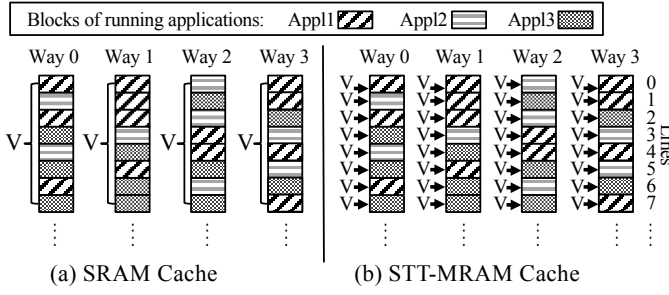 Blocks of running applications: Appl1 Appl2 Appl3
Way 0 Way 1 Way 2 Way 3 Way 0 Way 1 Way 2 Way 3
V V V V 0
V V V V 1
V V V V 2
V V V V V 3
V V V V 4
V V V V 5
V V V V 6
V V V V 7
Lines
(a) SRAM Cache (b) STT-MRAM Cache